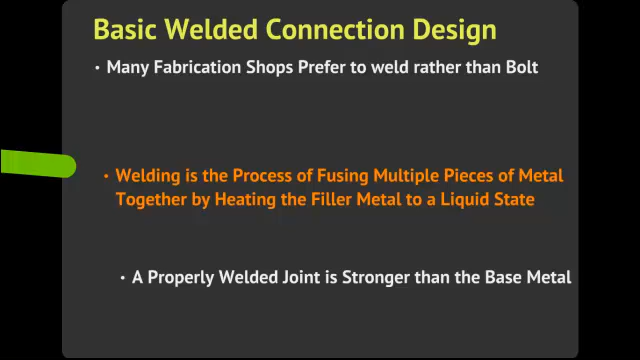 Basic Welded Connection Design
• Many Fabrication Shops Prefer to weld rather than Bolt
• Welding is the Process of Fusing Multiple Pieces of Metal
Together by Heating the Filler Metal to a Liquid State
• A Properly Welded Joint is Stronger than the Base Metal